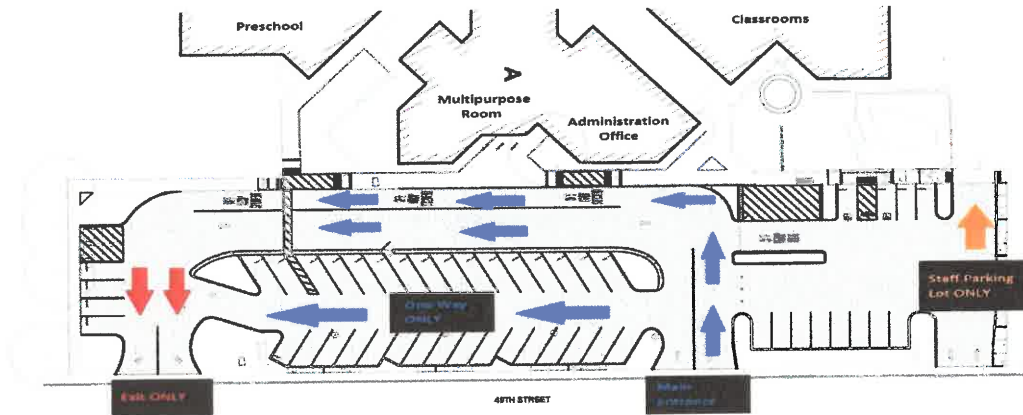 Preschool
Classrooms
A
Multipurpose
Room
Administration
Office
Staff Parking
Lot ONLY
One Way
ONLY
Exit ONLY
Main
Entrance
49TH STREET